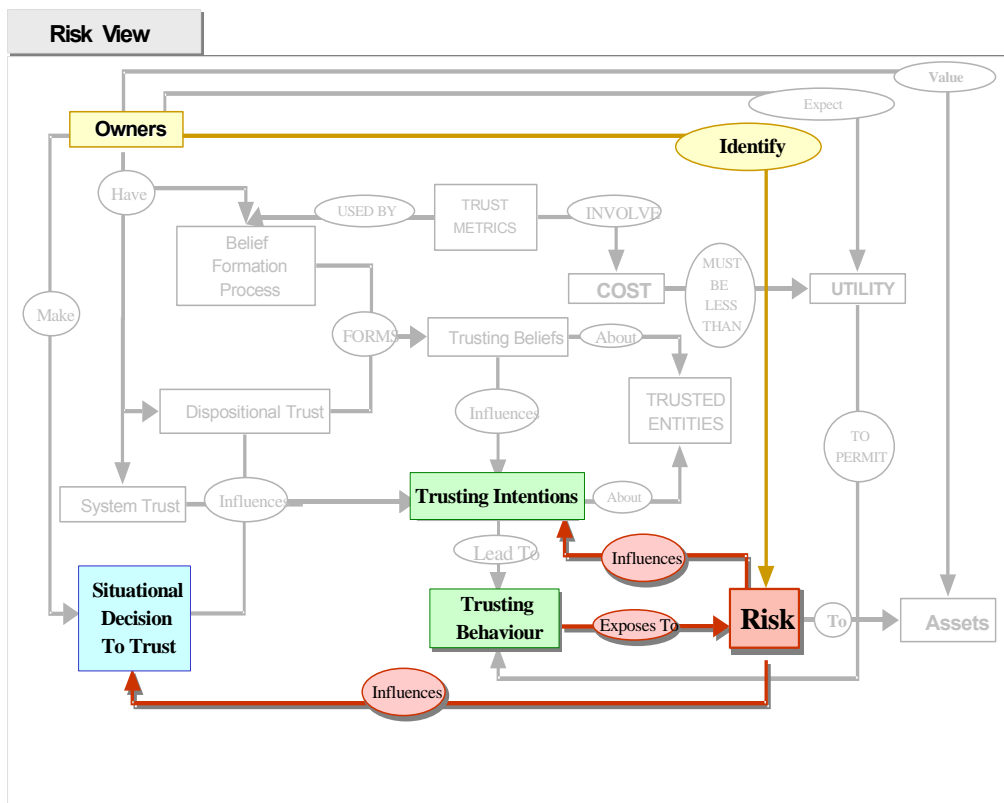 Risk View
Value
Expect
Owners
Identify
Have
USED BY
TRUST
METRICS
INVOLVE
Belief
Formation
Process
MUST
BE
LESS
THAN
COST
UTILITY
Make
FORMS
Trusting Beliefs
About
TRUSTED
ENTITIES
Dispositional Trust
Influences
TO
PERMIT
System Trust
Influences
Trusting Intentions
About
Lead To
Influences
Situational
Decision
To Trust
Trusting
Behaviour
Exposes To
Risk
To
Assets
Influences